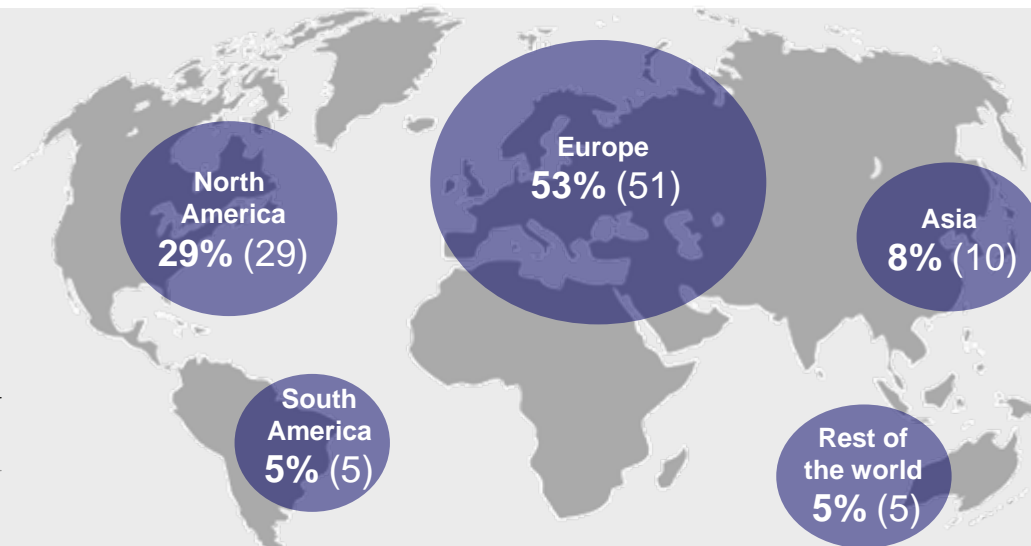 North
America
29% (29)
Europe
53% (51)
Asia
8% (10)
South
America
5% (5)
Rest of
the world
5% (5)